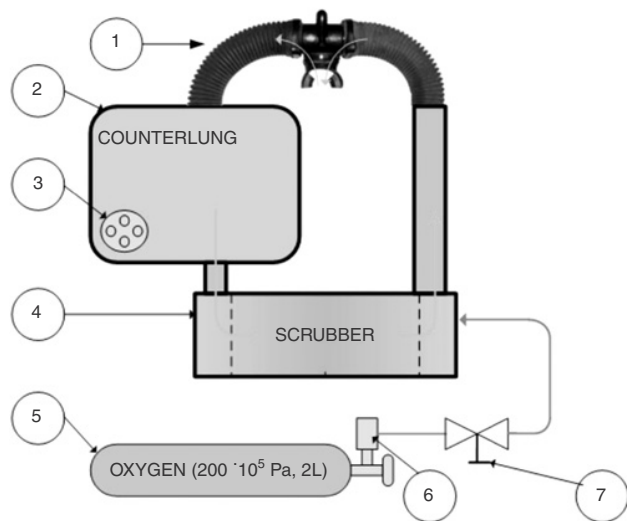 1
2
COUNTERLUNG
3
4
SCRUBBER
5
OXYGEN (200 ˙10⁵ Pa, 2L)
6
7